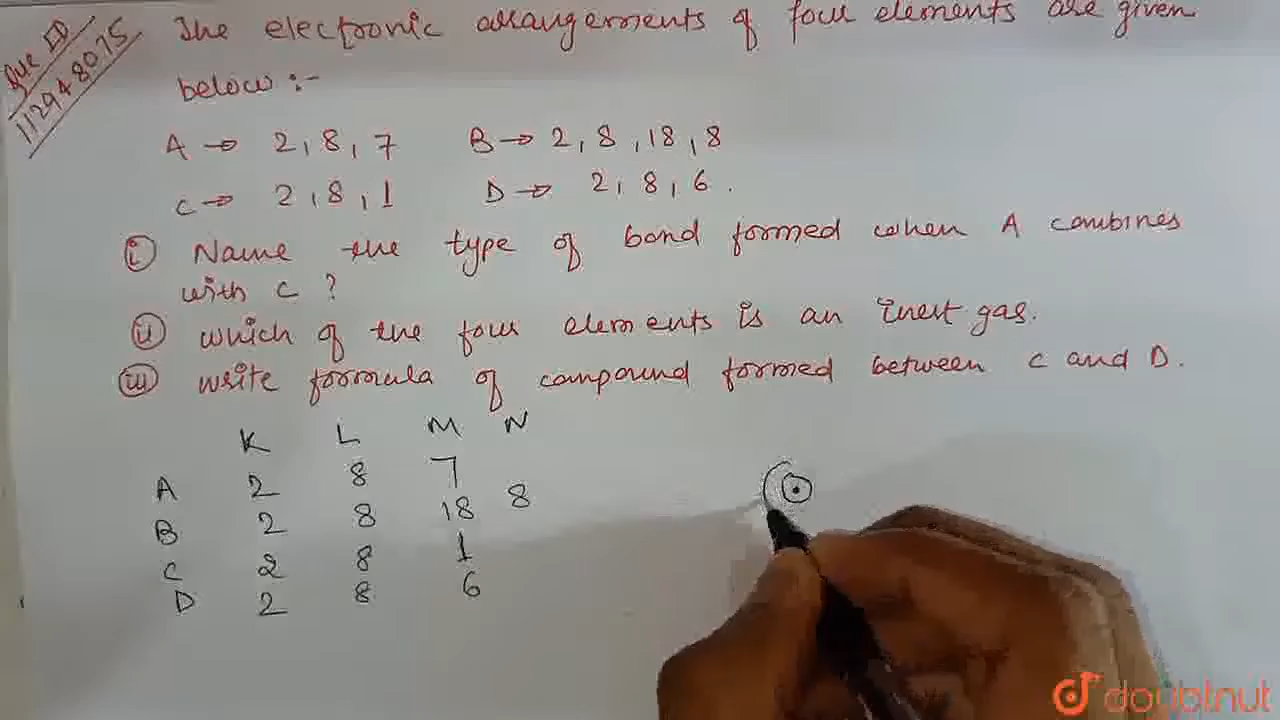 Que ID
112948075
The electronic arrangements of four elements are given
below :-
A → 2, 8, 7 B → 2, 8, 18, 8
C → 2, 8, 1 D → 2, 8, 6.
(i) Name the type of bond formed when A combines
with C ?
(ii) which of the four elements is an inert gas.
(iii) write formula of compound formed between C and D.
K L M N
A 2 8 7
B 2 8 18 8
C 2 8 1
D 2 8 6
doubtnut